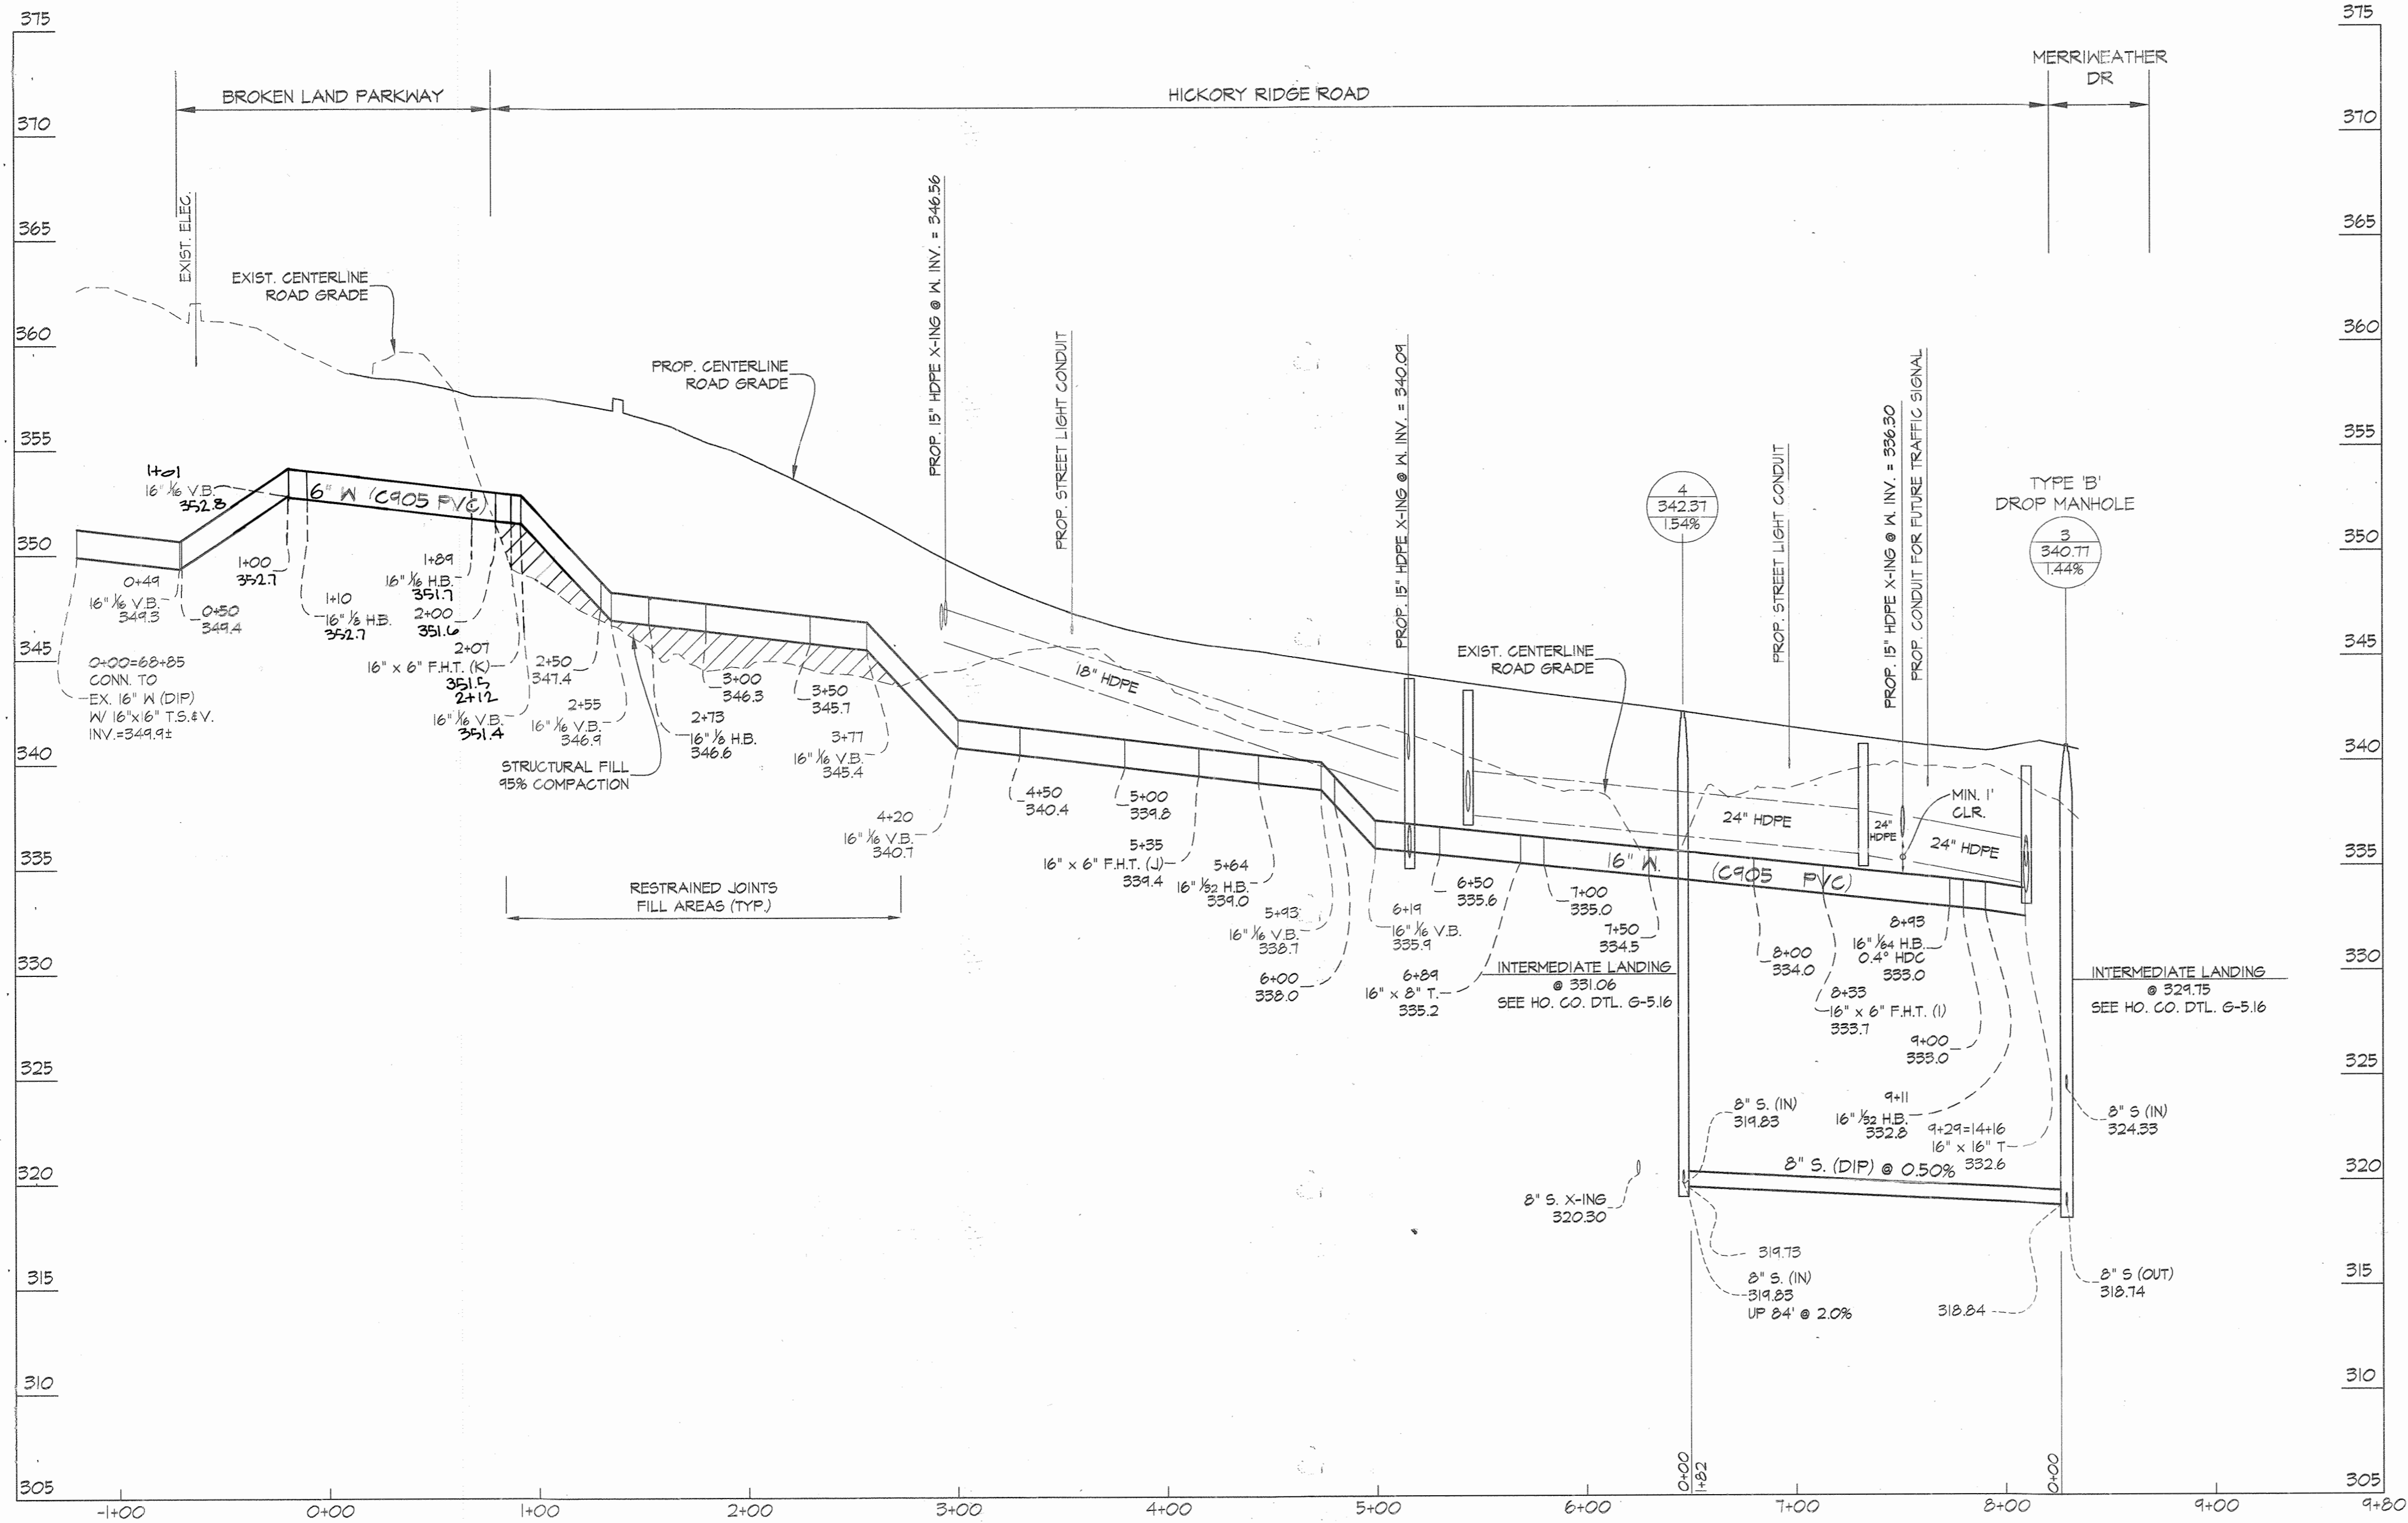 375
375
MERRIWEATHER
DR
BROKEN LAND PARKWAY
HICKORY RIDGE ROAD
370
370
365
365
360
360
355
355
350
350
345
345
340
340
335
335
330
330
325
325
320
320
315
315
310
310
305
305
EXIST. ELEC.
EXIST. CENTERLINE
ROAD GRADE
PROP. CENTERLINE
ROAD GRADE
PROP. 15" HDPE X-ING @ W. INV. = 346.56
PROP. STREET LIGHT CONDUIT
PROP. 15" HDPE X-ING @ W. INV. = 340.09
EXIST. CENTERLINE
ROAD GRADE
4
342.37
1.54%
PROP. STREET LIGHT CONDUIT
PROP. 15" HDPE X-ING @ W. INV. = 336.30
PROP. CONDUIT FOR FUTURE TRAFFIC SIGNAL
TYPE 'B'
DROP MANHOLE
3
340.77
1.44%
1+01
16" 1/16 V.B.
352.8
6" W (C905 PVC)
0+49
16" 1/16 V.B.
349.3
0+50
349.4
1+00
352.7
1+10
16" 1/8 H.B.
352.7
1+89
16" 1/16 H.B.
351.7
2+00
351.6
2+07
16" x 6" F.H.T. (K)
351.5
2+12
16" 1/16 V.B.
351.4
0+00=68+85
CONN. TO
EX. 16" W (DIP)
W/ 16"x16" T.S.&V.
INV.=349.9±
2+50
347.4
2+55
16" 1/16 V.B.
346.9
STRUCTURAL FILL
95% COMPACTION
2+73
16" 1/8 H.B.
346.6
3+00
346.3
3+50
345.7
3+77
16" 1/16 V.B.
345.4
18" HDPE
4+20
16" 1/16 V.B.
340.7
RESTRAINED JOINTS
FILL AREAS (TYP.)
4+50
340.4
5+00
339.8
5+35
16" x 6" F.H.T. (J)
339.4
5+64
16" 1/32 H.B.
339.0
5+93
16" 1/16 V.B.
338.7
6+00
338.0
6+19
16" 1/16 V.B.
335.9
6+50
335.6
6+89
16" x 8" T.
335.2
7+00
335.0
7+50
334.5
16" W. (C905 PVC)
24" HDPE
24"
HDPE
24" HDPE
MIN. 1'
CLR.
8+00
334.0
8+33
16" x 6" F.H.T. (I)
333.7
8+93
16" 1/64 H.B.
0.4° HDC
333.0
9+00
333.0
9+11
16" 1/32 H.B.
332.8
9+29=14+16
16" x 16" T
332.6
INTERMEDIATE LANDING
@ 331.06
SEE HO. CO. DTL. G-5.16
INTERMEDIATE LANDING
@ 329.75
SEE HO. CO. DTL. G-5.16
8" S. (IN)
319.83
8" S (IN)
324.33
8" S. (DIP) @ 0.50%
8" S. X-ING
320.30
319.73
8" S. (IN)
319.83
UP 84' @ 2.0%
318.84
8" S (OUT)
318.74
0+00
1+82
0+00
-1+00
0+00
1+00
2+00
3+00
4+00
5+00
6+00
7+00
8+00
9+00
9+80